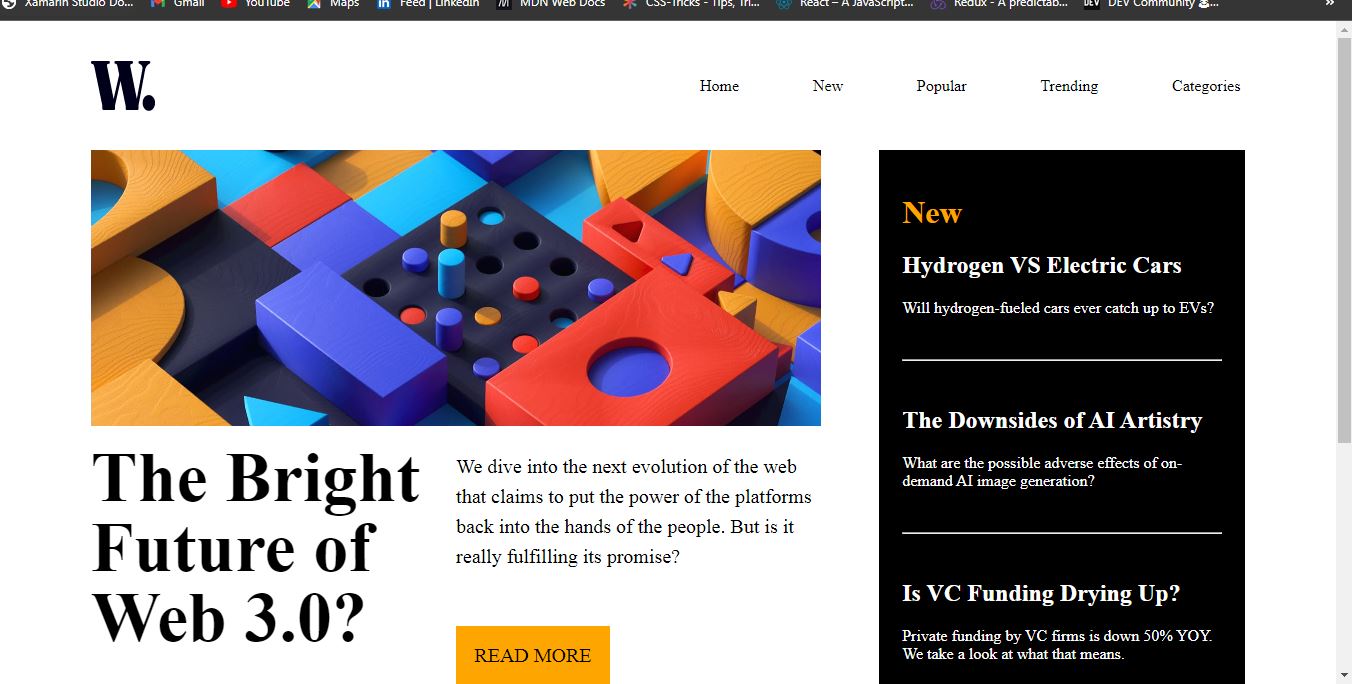 Xamarin Studio Do...
Gmail
YouTube
Maps
in Feed | LinkedIn
MDN Web Docs
CSS-Tricks - Tips, Tri...
React – A JavaScript...
Redux - A predictab...
DEV DEV Community
»
W.
Home
New
Popular
Trending
Categories
The Bright
Future of
Web 3.0?
We dive into the next evolution of the web
that claims to put the power of the platforms
back into the hands of the people. But is it
really fulfilling its promise?
READ MORE
New
Hydrogen VS Electric Cars
Will hydrogen-fueled cars ever catch up to EVs?
The Downsides of AI Artistry
What are the possible adverse effects of on-
demand AI image generation?
Is VC Funding Drying Up?
Private funding by VC firms is down 50% YOY.
We take a look at what that means.